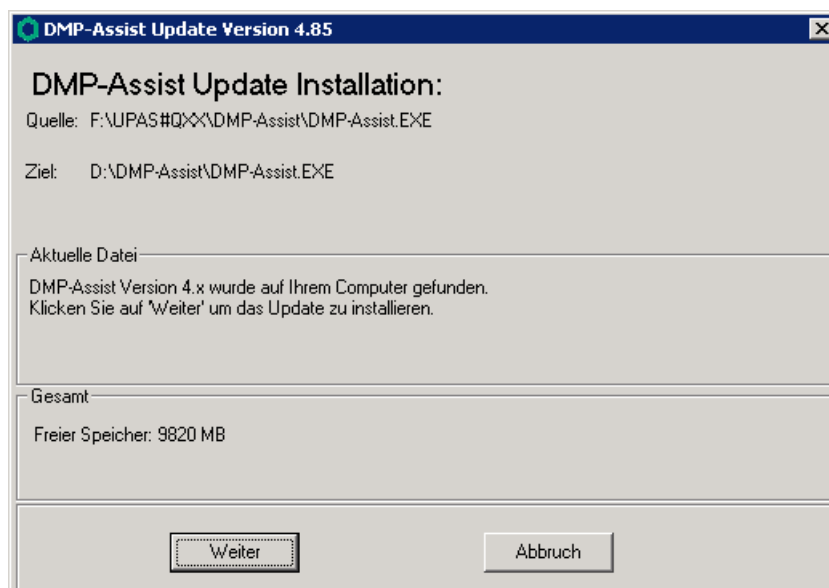 DMP-Assist Update Version 4.85
DMP-Assist Update Installation:
Quelle: F:\UPAS#QXX\DMP-Assist\DMP-Assist.EXE
Ziel: D:\DMP-Assist\DMP-Assist.EXE
Aktuelle Datei
DMP-Assist Version 4.x wurde auf Ihrem Computer gefunden.
Klicken Sie auf 'Weiter' um das Update zu installieren.
Gesamt
Freier Speicher: 9820 MB
Weiter Abbruch